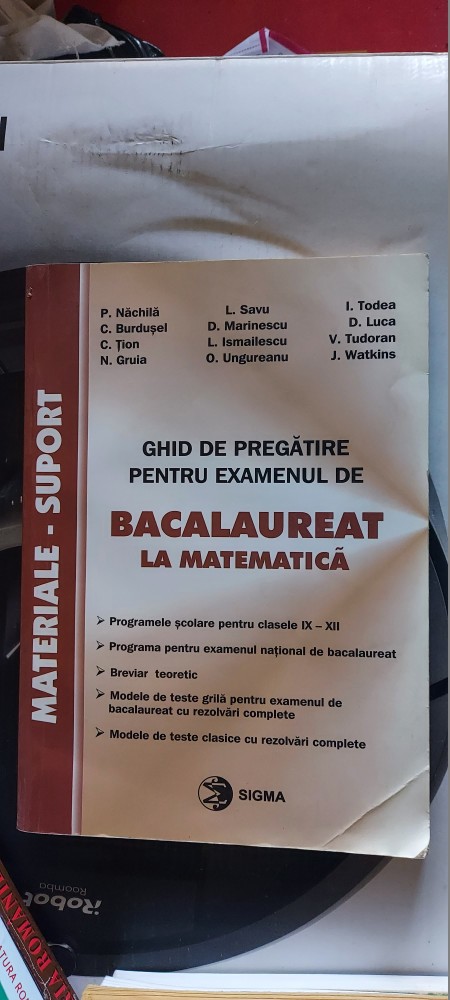 P. Năchilă
C. Burdușel
C. Țion
N. Gruia
L. Savu
D. Marinescu
L. Ismailescu
O. Ungureanu
I. Todea
D. Luca
V. Tudoran
J. Watkins
MATERIALE - SUPORT
GHID DE PREGĂTIRE
PENTRU EXAMENUL DE
BACALAUREAT
LA MATEMATICĂ
➢ Programele școlare pentru clasele IX – XII
➢ Programa pentru examenul național de bacalaureat
➢ Breviar teoretic
➢ Modele de teste grilă pentru examenul de
bacalaureat cu rezolvări complete
➢ Modele de teste clasice cu rezolvări complete
SIGMA
iRobot
Roomba